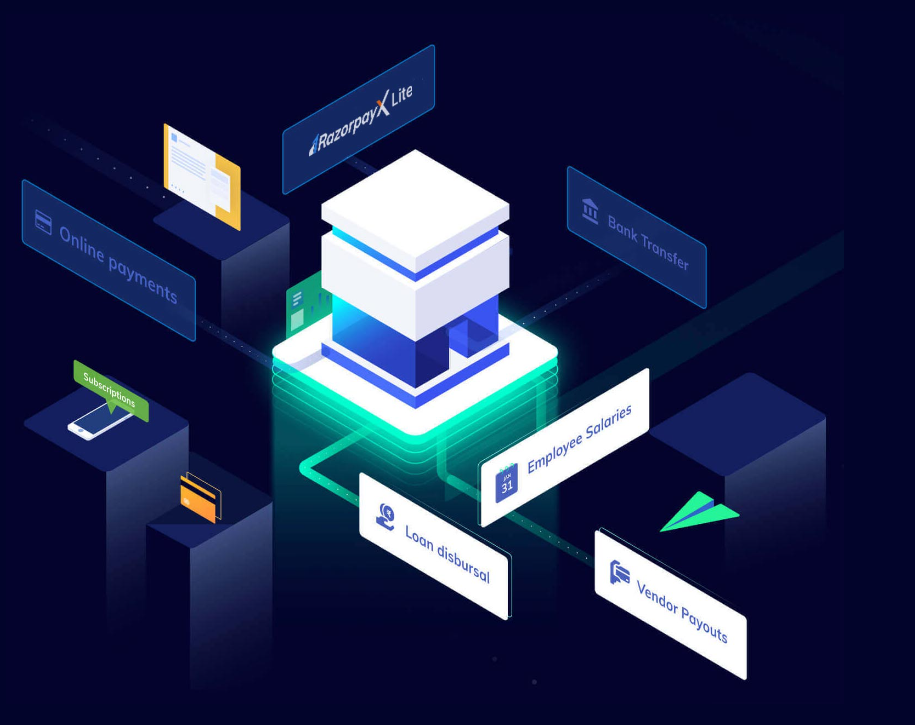 RazorpayX Lite
Online payments
Bank Transfer
Subscriptions
Employee Salaries
JAN
31
Loan disbursal
Vendor Payouts